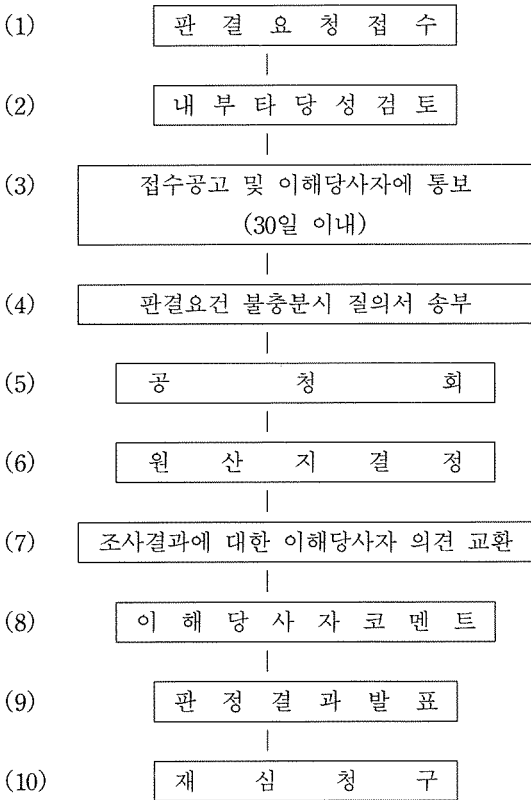 (1) 판 결 요 청 접 수
(2) 내 부 타 당 성 검 토
(3) 접수공고 및 이해당사자에 통보
(30일 이내)
(4) 판결요건 불충분시 질의서 송부
(5) 공 청 회
(6) 원 산 지 결 정
(7) 조사결과에 대한 이해당사자 의견 교환
(8) 이 해 당 사 자 코 멘 트
(9) 판 정 결 과 발 표
(10) 재 심 청 구